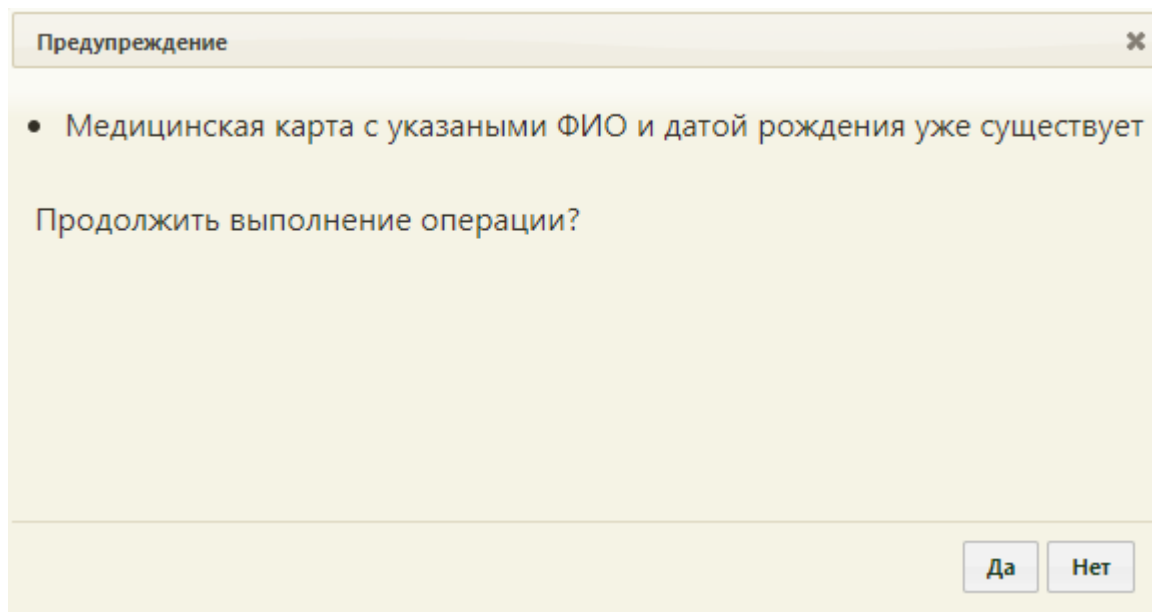 Предупреждение
Медицинская карта с указаными ФИО и датой рождения уже существует
Продолжить выполнение операции?
Да Нет